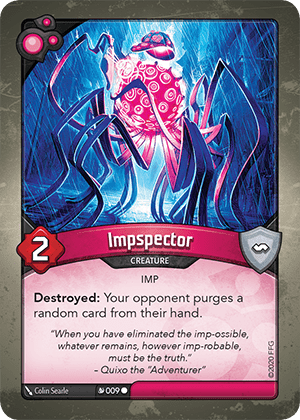 Impspector
CREATURE
2
IMP
Destroyed: Your opponent purges a
random card from their hand.
"When you have eliminated the imp-ossible,
whatever remains, however imp-robable,
must be the truth."
- Quixo the "Adventurer"
Colin Searle
009
©2020 FFG